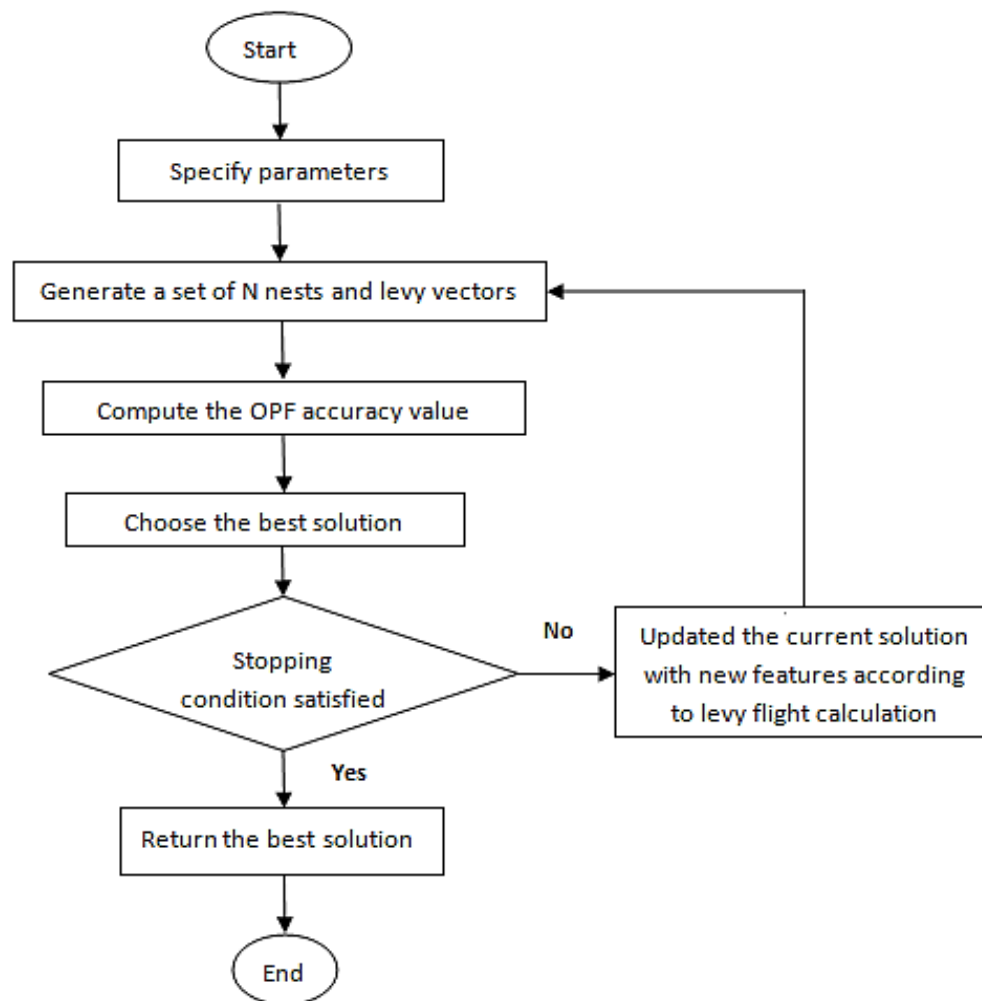 Start
Specify parameters
Generate a set of N nests and levy vectors
Compute the OPF accuracy value
Choose the best solution
Stopping
condition satisfied
No
Updated the current solution
with new features according
to levy flight calculation
Yes
Return the best solution
End